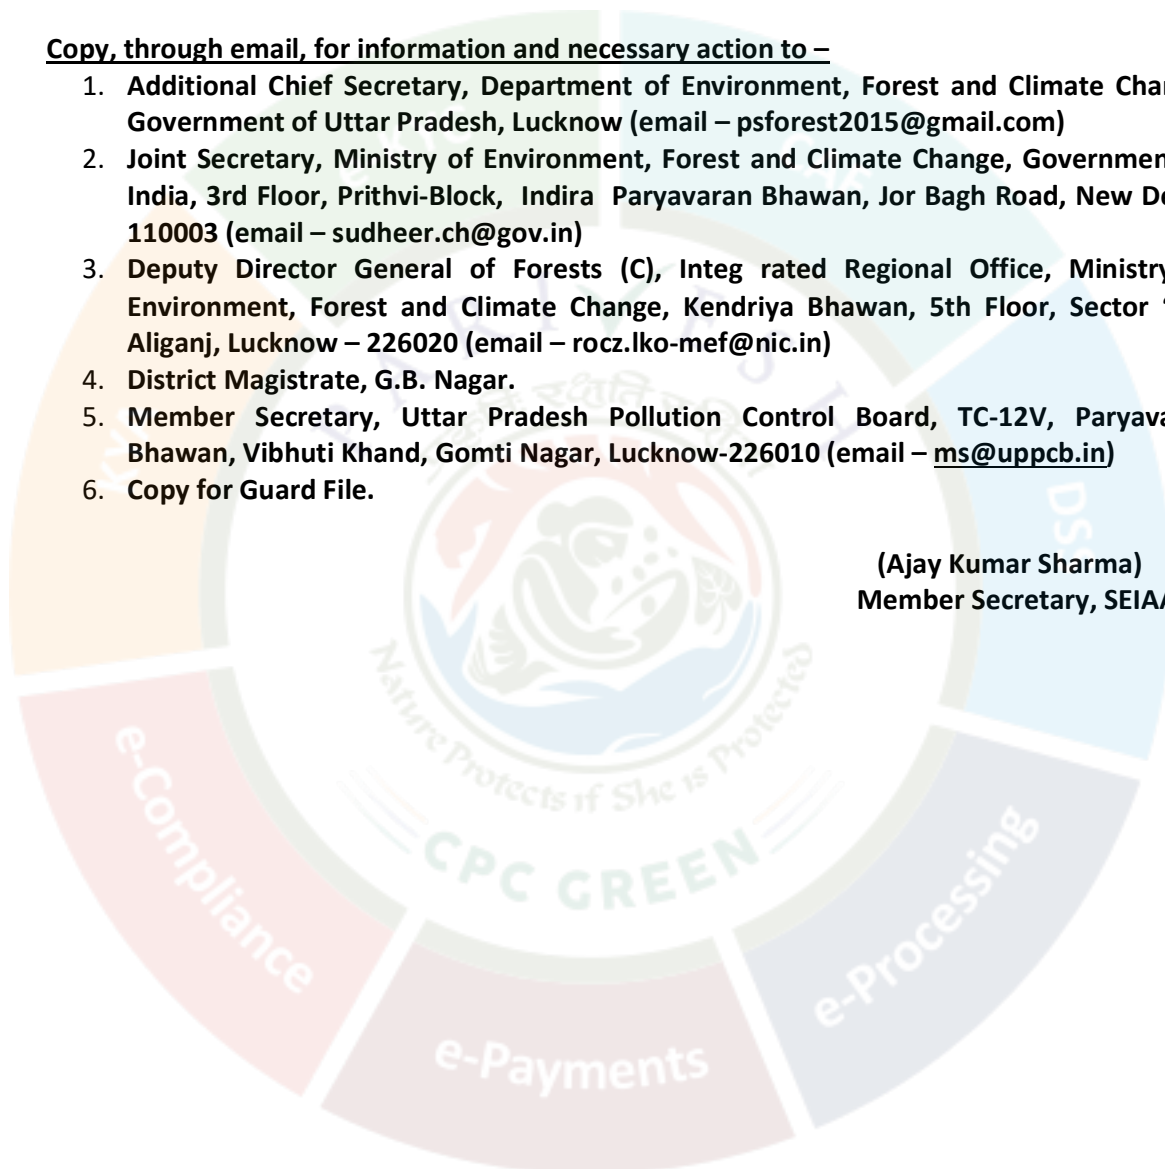 Copy, through email, for information and necessary action to –
1. Additional Chief Secretary, Department of Environment, Forest and Climate
Government of Uttar Pradesh, Lucknow (email – psforest2015@gmail.com)
2. Joint Secretary, Ministry of Environment, Forest and Climate Change,
India, 3rd Floor, Prithvi-Block, Indira Paryavaran Bhawan, Jor Bagh Road, New
110003 (email – sudheer.ch@gov.in)
3. Deputy Director General of Forests (C), Integ rated Regional Office, Ministry
Environment, Forest and Climate Change, Kendriya Bhawan, 5th Floor, Sector
Aliganj, Lucknow – 226020 (email – rocz.lko-mef@nic.in)
4. District Magistrate, G.B. Nagar.
5. Member Secretary, Uttar Pradesh Pollution Control Board, TC-12V,
Bhawan, Vibhuti Khand, Gomti Nagar, Lucknow-226010 (email – ms@uppcb.in)
6. Copy for Guard File.
(Ajay Kumar Sharma)
Member Secretary,
PARIVESH
DSS
Nature Protects if She is Protected
CPC GREEN
e-Compliance
e-Payments
e-Processing